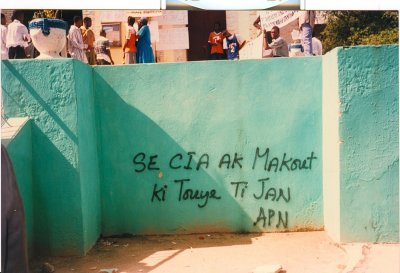 SE CIA AK MAKOUT
KI TOUYE TI JAN
APN